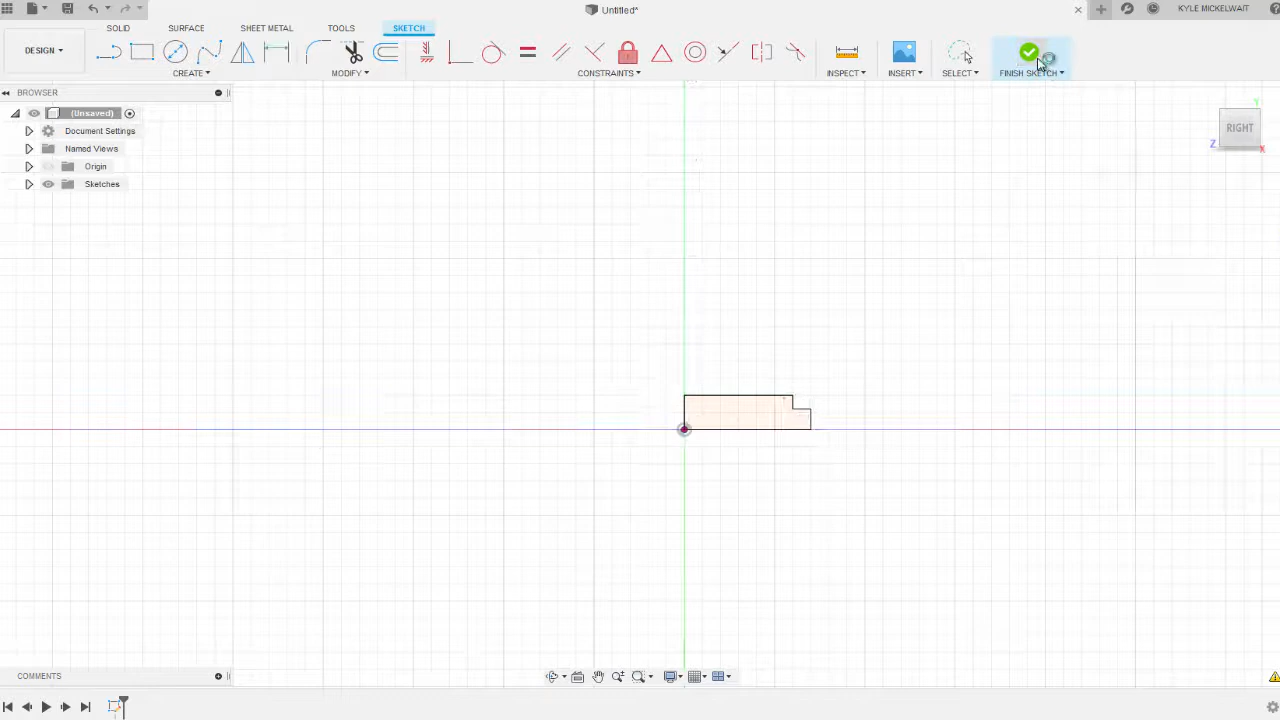 Untitled*
KYLE MICKELWAIT
DESIGN
SOLID SURFACE SHEET METAL TOOLS SKETCH
CREATE MODIFY CONSTRAINTS INSPECT INSERT SELECT FINISH SKETCH
BROWSER
(Unsaved)
Document Settings
Named Views
Origin
Sketches
Y
RIGHT
Z
X
COMMENTS